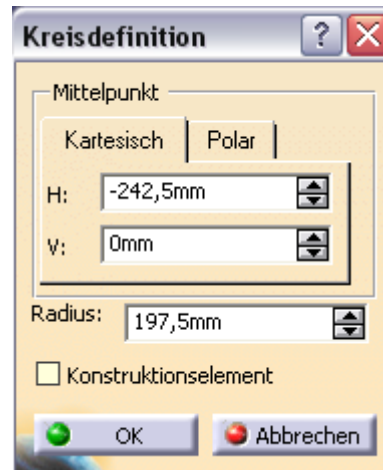 Kreisdefinition
Mittelpunkt
Kartesisch Polar
H: -242,5mm
V: 0mm
Radius: 197,5mm
Konstruktionselement
OK Abbrechen